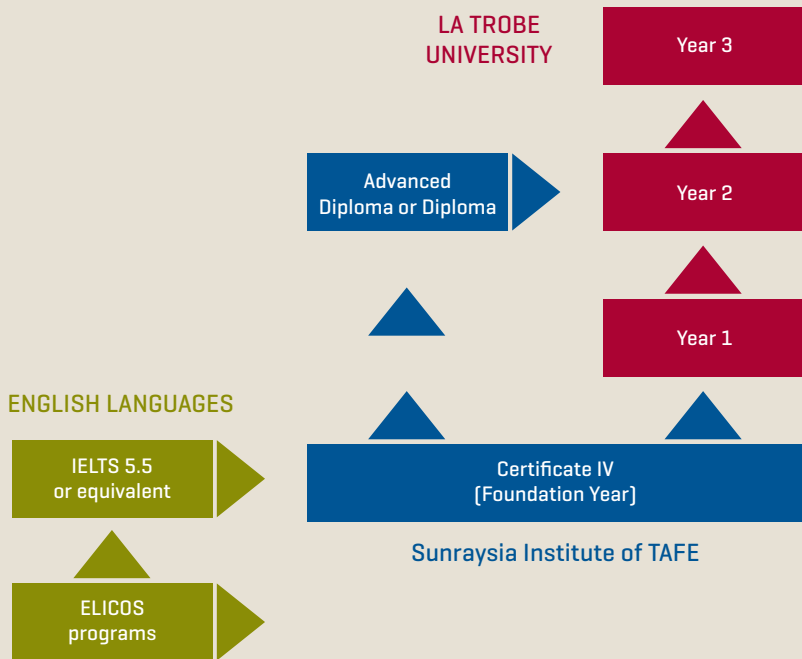 LA TROBE
UNIVERSITY
Year 3
Advanced
Diploma or Diploma
Year 2
Year 1
ENGLISH LANGUAGES
IELTS 5.5
or equivalent
Certificate IV
(Foundation Year)
Sunraysia Institute of TAFE
ELICOS
programs